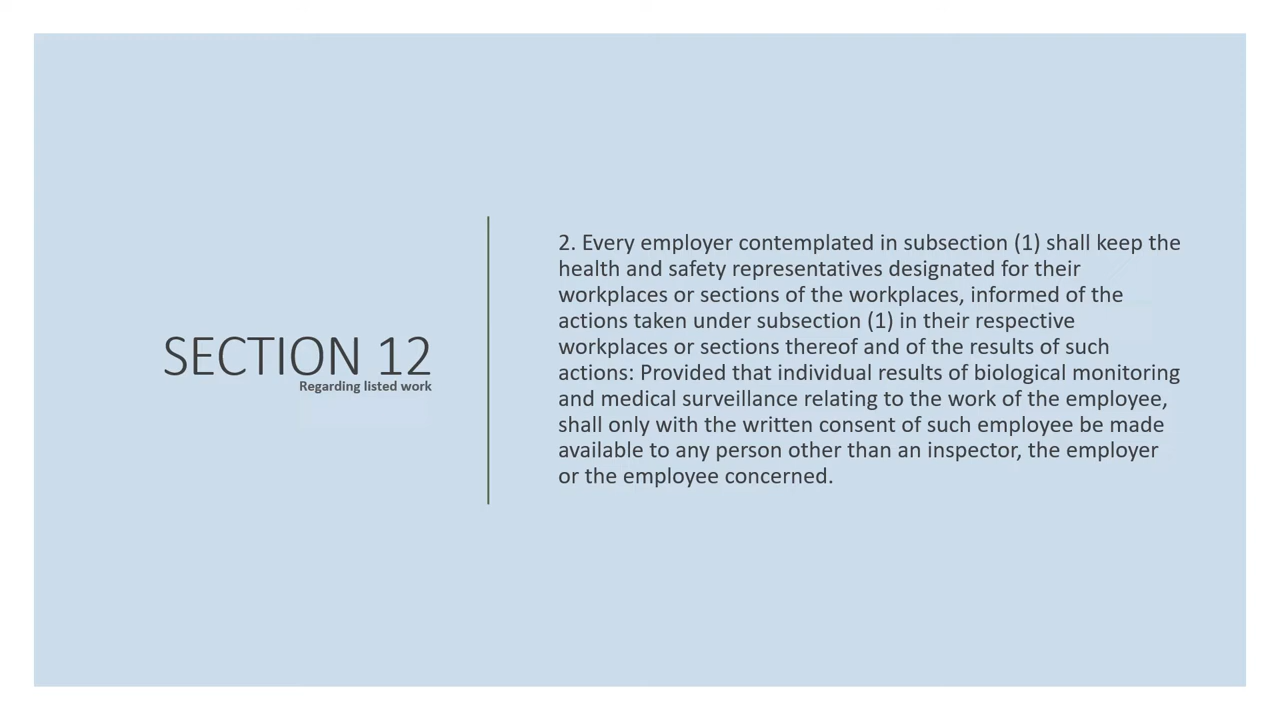 SECTION 12
Regarding listed work
2. Every employer contemplated in subsection (1) shall keep the
health and safety representatives designated for their
workplaces or sections of the workplaces, informed of the
actions taken under subsection (1) in their respective
workplaces or sections thereof and of the results of such
actions: Provided that individual results of biological monitoring
and medical surveillance relating to the work of the employee,
shall only with the written consent of such employee be made
available to any person other than an inspector, the employer
or the employee concerned.